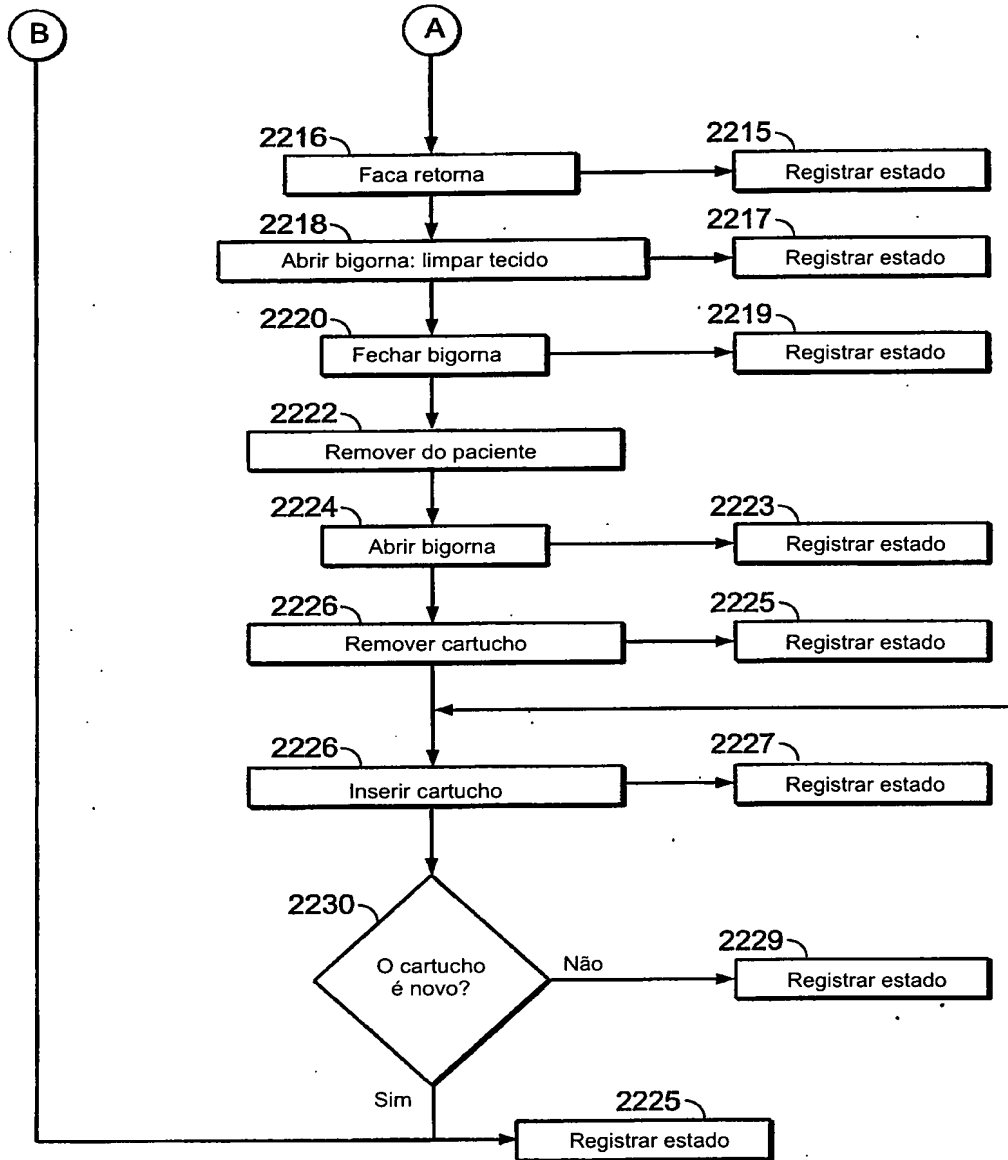 B
A
2216
Faca retorna
2215
Registrar estado
2218
Abrir bigorna: limpar tecido
2217
Registrar estado
2220
Fechar bigorna
2219
Registrar estado
2222
Remover do paciente
2224
Abrir bigorna
2223
Registrar estado
2226
Remover cartucho
2225
Registrar estado
2226
Inserir cartucho
2227
Registrar estado
2230
O cartucho
é novo?
Não
2229
Registrar estado
Sim
2225
Registrar estado